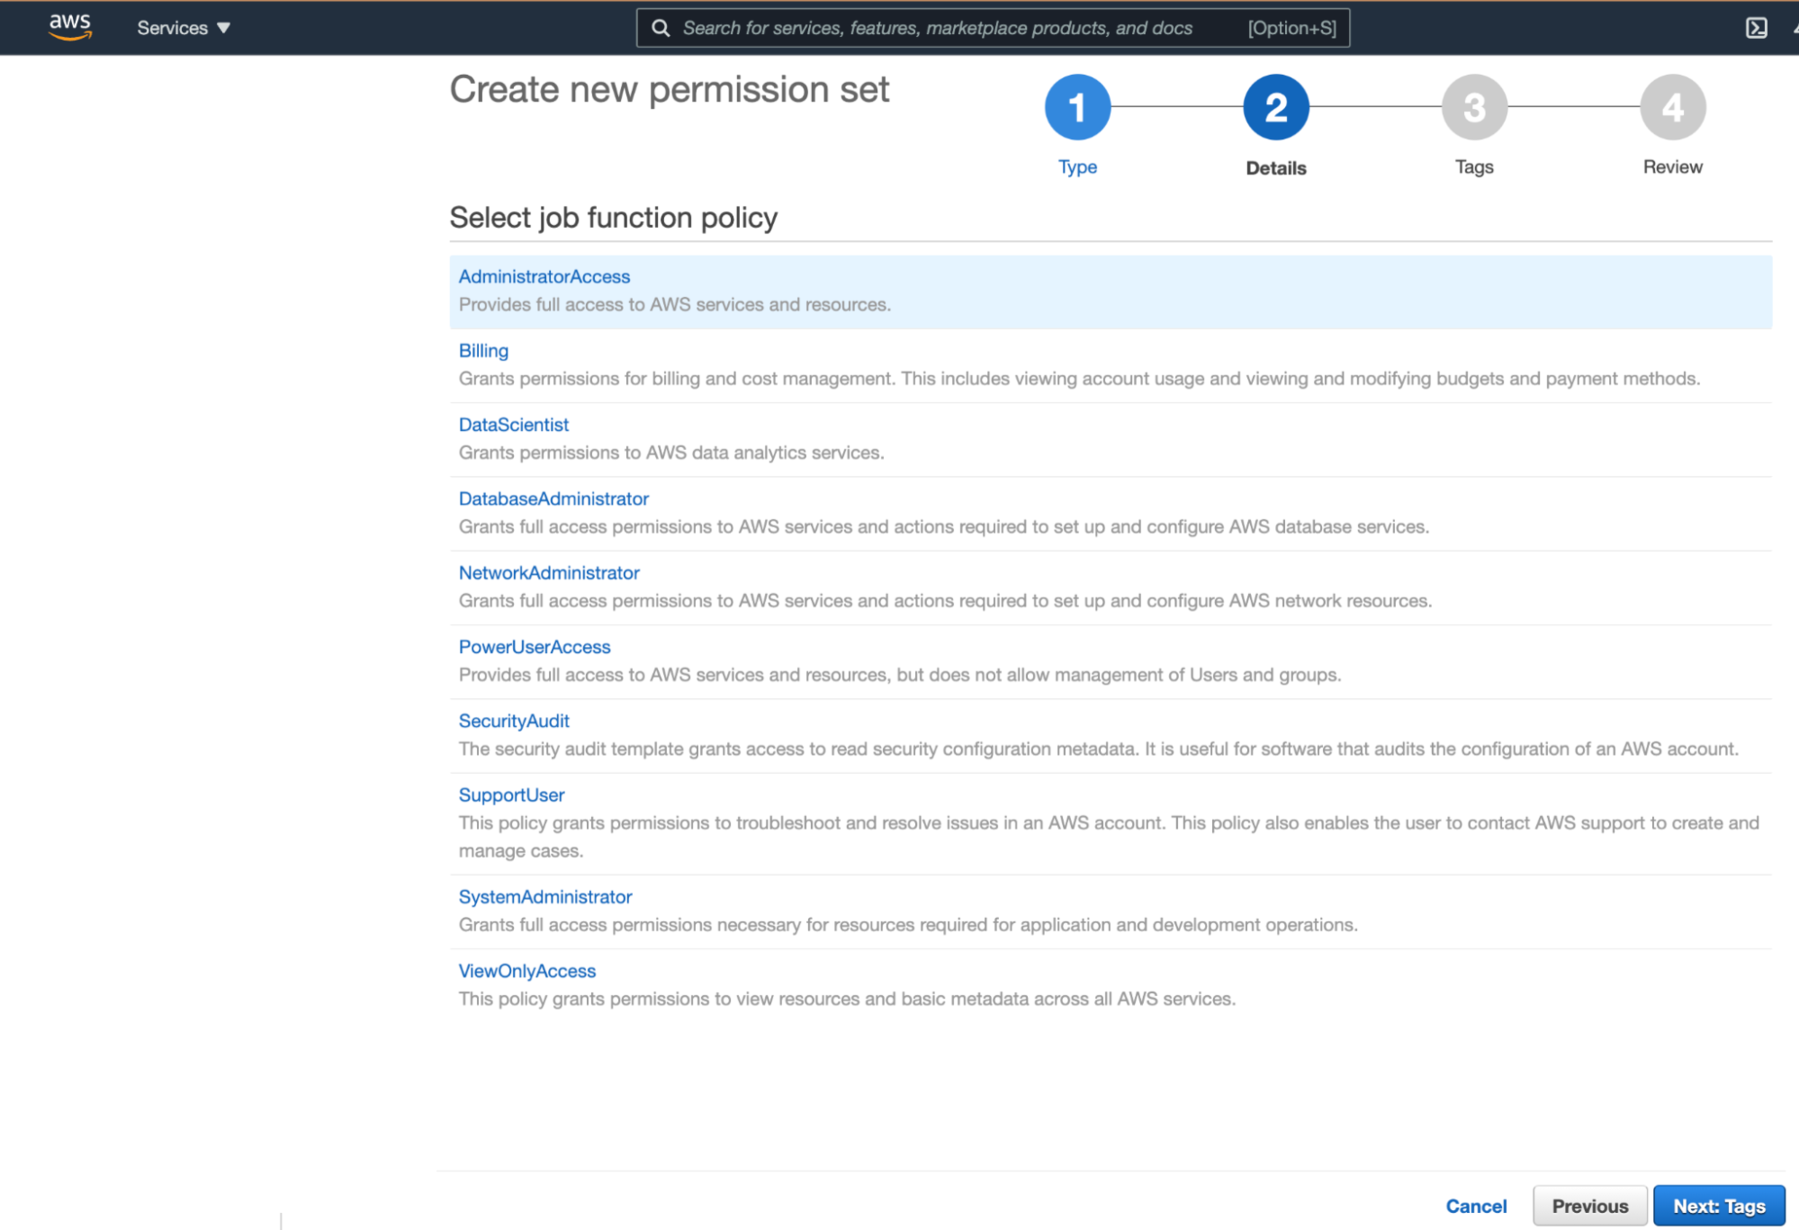 aws
Services ▼
Search for services, features, marketplace products, and docs [Option+S]
Create new permission set
1
2
3
4
Type
Details
Tags
Review
Select job function policy
AdministratorAccess
Provides full access to AWS services and resources.
Billing
Grants permissions for billing and cost management. This includes viewing account usage and viewing and modifying budgets and payment methods.
DataScientist
Grants permissions to AWS data analytics services.
DatabaseAdministrator
Grants full access permissions to AWS services and actions required to set up and configure AWS database services.
NetworkAdministrator
Grants full access permissions to AWS services and actions required to set up and configure AWS network resources.
PowerUserAccess
Provides full access to AWS services and resources, but does not allow management of Users and groups.
SecurityAudit
The security audit template grants access to read security configuration metadata. It is useful for software that audits the configuration of an AWS account.
SupportUser
This policy grants permissions to troubleshoot and resolve issues in an AWS account. This policy also enables the user to contact AWS support to create and
manage cases.
SystemAdministrator
Grants full access permissions necessary for resources required for application and development operations.
ViewOnlyAccess
This policy grants permissions to view resources and basic metadata across all AWS services.
Cancel
Previous
Next: Tags